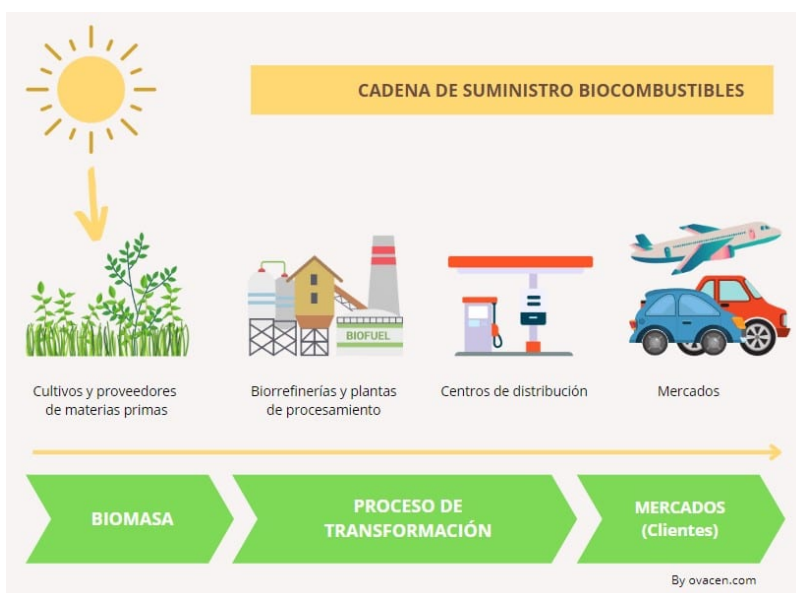 CADENA DE SUMINISTRO BIOCOMBUSTIBLES
BIOFUEL
Cultivos y proveedores
de materias primas
Biorrefinerías y plantas
de procesamiento
Centros de distribución
Mercados
BIOMASA
PROCESO DE
TRANSFORMACIÓN
MERCADOS
(Clientes)
By ovacen.com